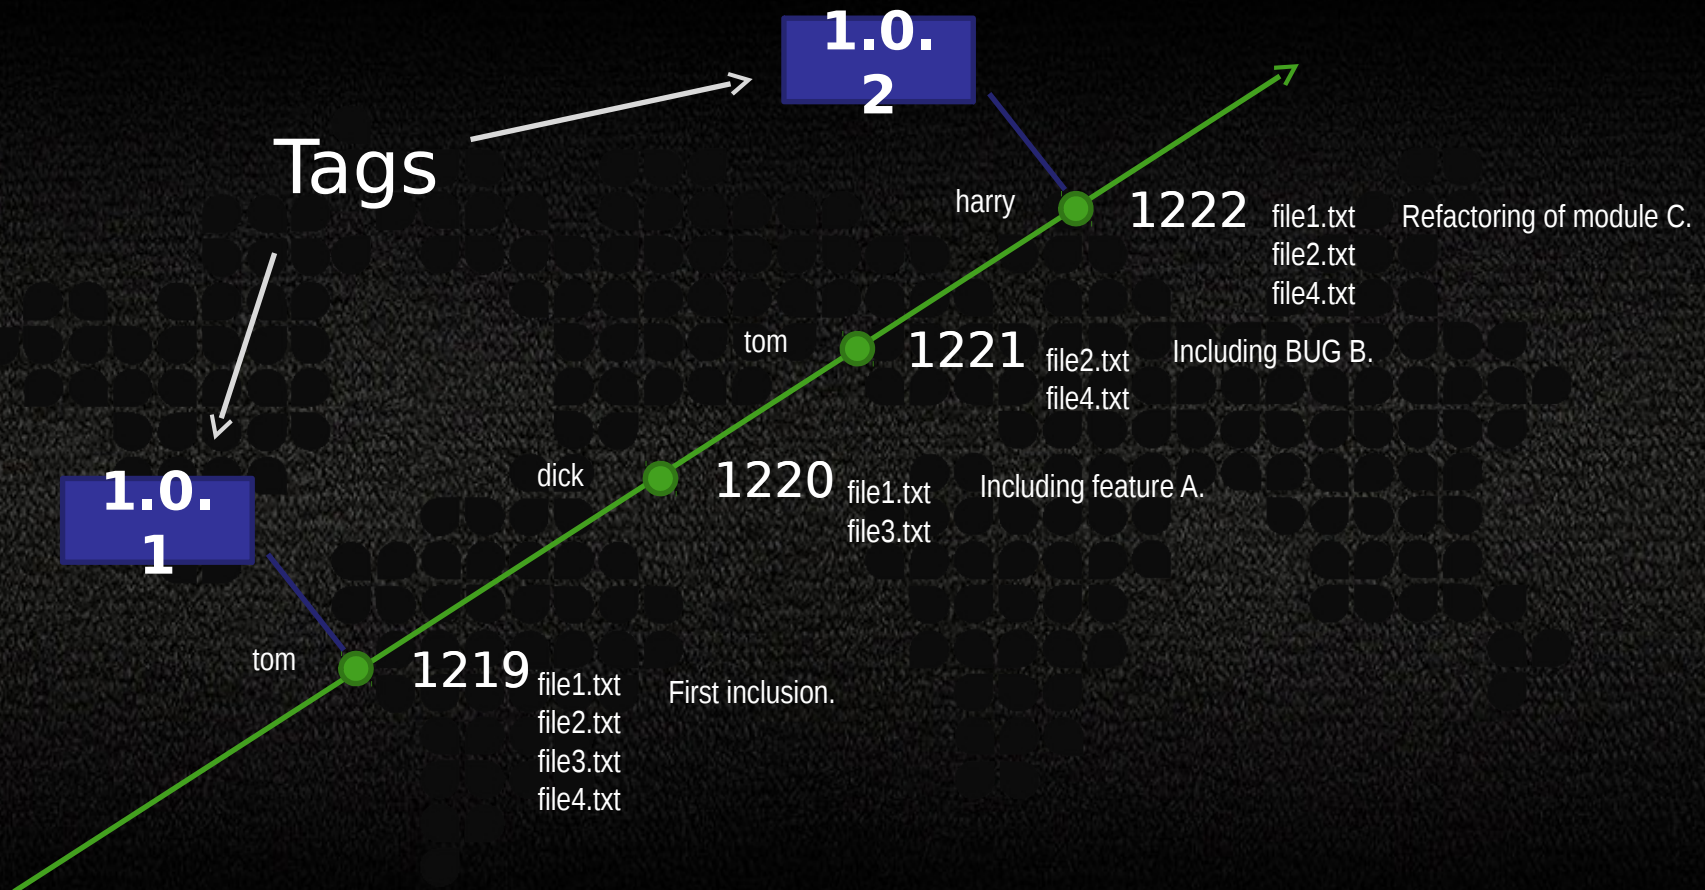 1.0.
2
Tags
harry
1222
file1.txt
file2.txt
file4.txt
Refactoring of module C.
tom
1221
file2.txt
file4.txt
Including BUG B.
dick
1220
file1.txt
file3.txt
Including feature A.
1.0.
1
tom
1219
file1.txt
file2.txt
file3.txt
file4.txt
First inclusion.